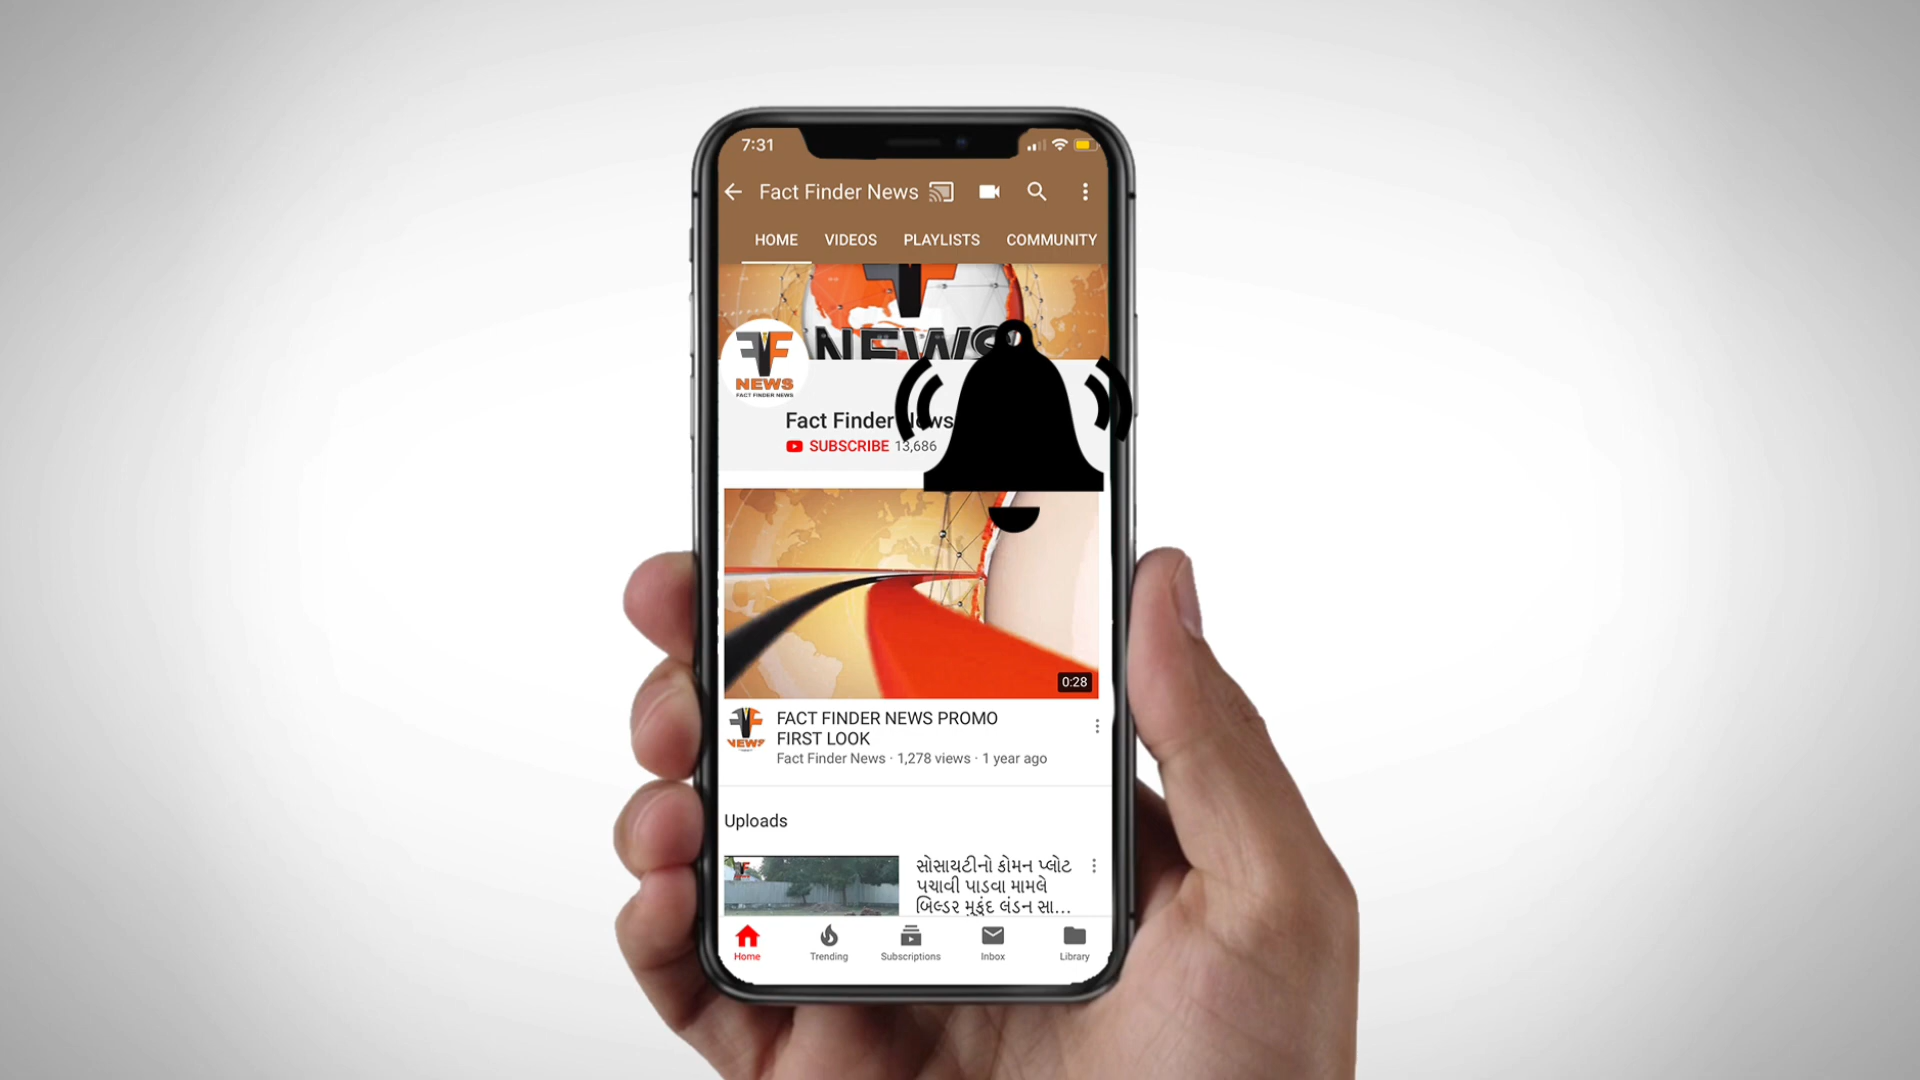 7:31
Fact Finder News
HOME VIDEOS PLAYLISTS COMMUNITY
NEWS
NEWS
FACT FINDER NEWS
Fact Finder News
SUBSCRIBE 13,686
0:28
FACT FINDER NEWS PROMO
FIRST LOOK
NEWS
Fact Finder News · 1,278 views · 1 year ago
Uploads
સોસાયટીનો કોમન પ્લોટ
પચાવી પાડવા મામલે
બિલ્ડર મુકુંદ લંડન સા...
Home Trending Subscriptions Inbox Library